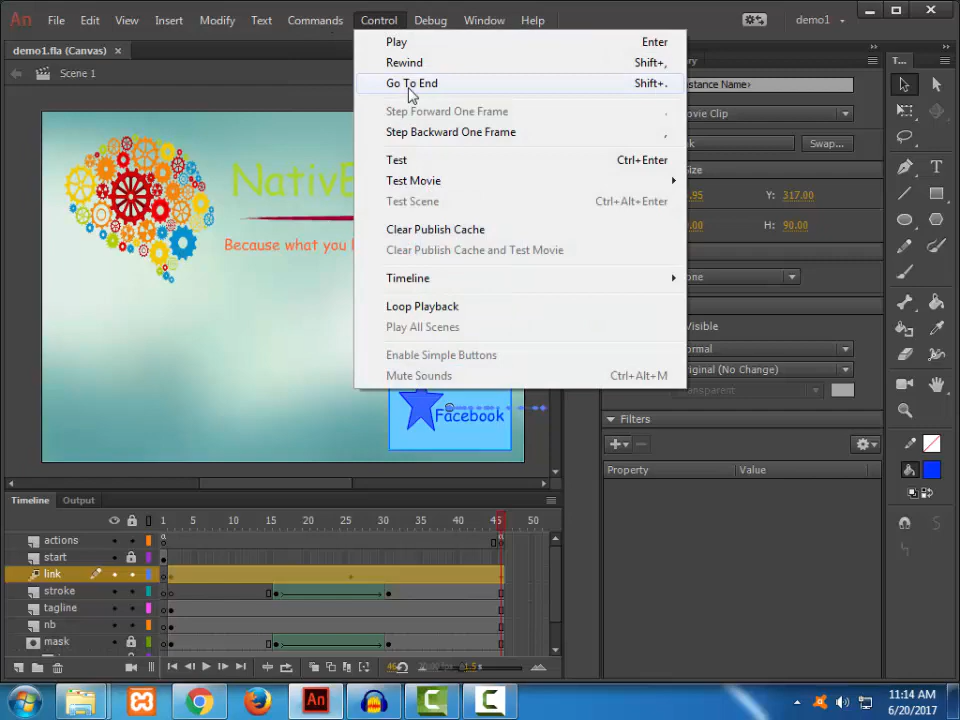 An File Edit View Insert Modify Text Commands Control Debug Window Help demo1
demo1.fla (Canvas) ×
Scene 1
Play Enter
Rewind Shift+,
Go To End Shift+.
Step Forward One Frame .
Step Backward One Frame ,
Test Ctrl+Enter
Test Movie
Test Scene Ctrl+Alt+Enter
Clear Publish Cache
Clear Publish Cache and Test Movie
Timeline
Loop Playback
Play All Scenes
Enable Simple Buttons
Mute Sounds Ctrl+Alt+M
Because what you
Facebook
T...
Swap...
Y: 317.00
H: 90.00
Filters
Property Value
Timeline Output
1 5 10 15 20 25 30 35 40 45 50
actions
start
link
stroke
tagline
nb
mask
46
11:14 AM
6/20/2017